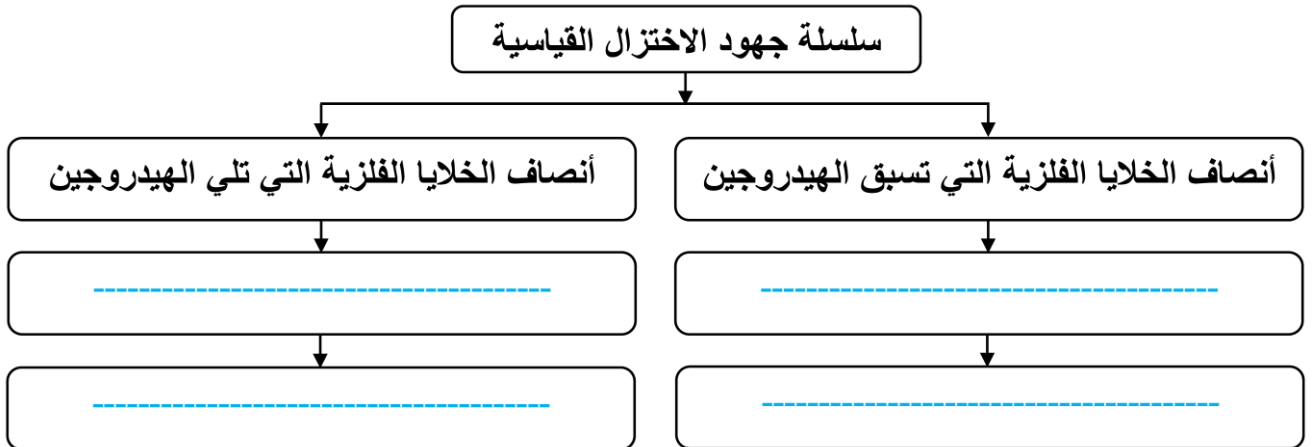 سلسلة جهود الاختزال القياسية
أنصاف الخلايا الفلزية التي تسبق الهيدروجين
أنصاف الخلايا الفلزية التي تلي الهيدروجين